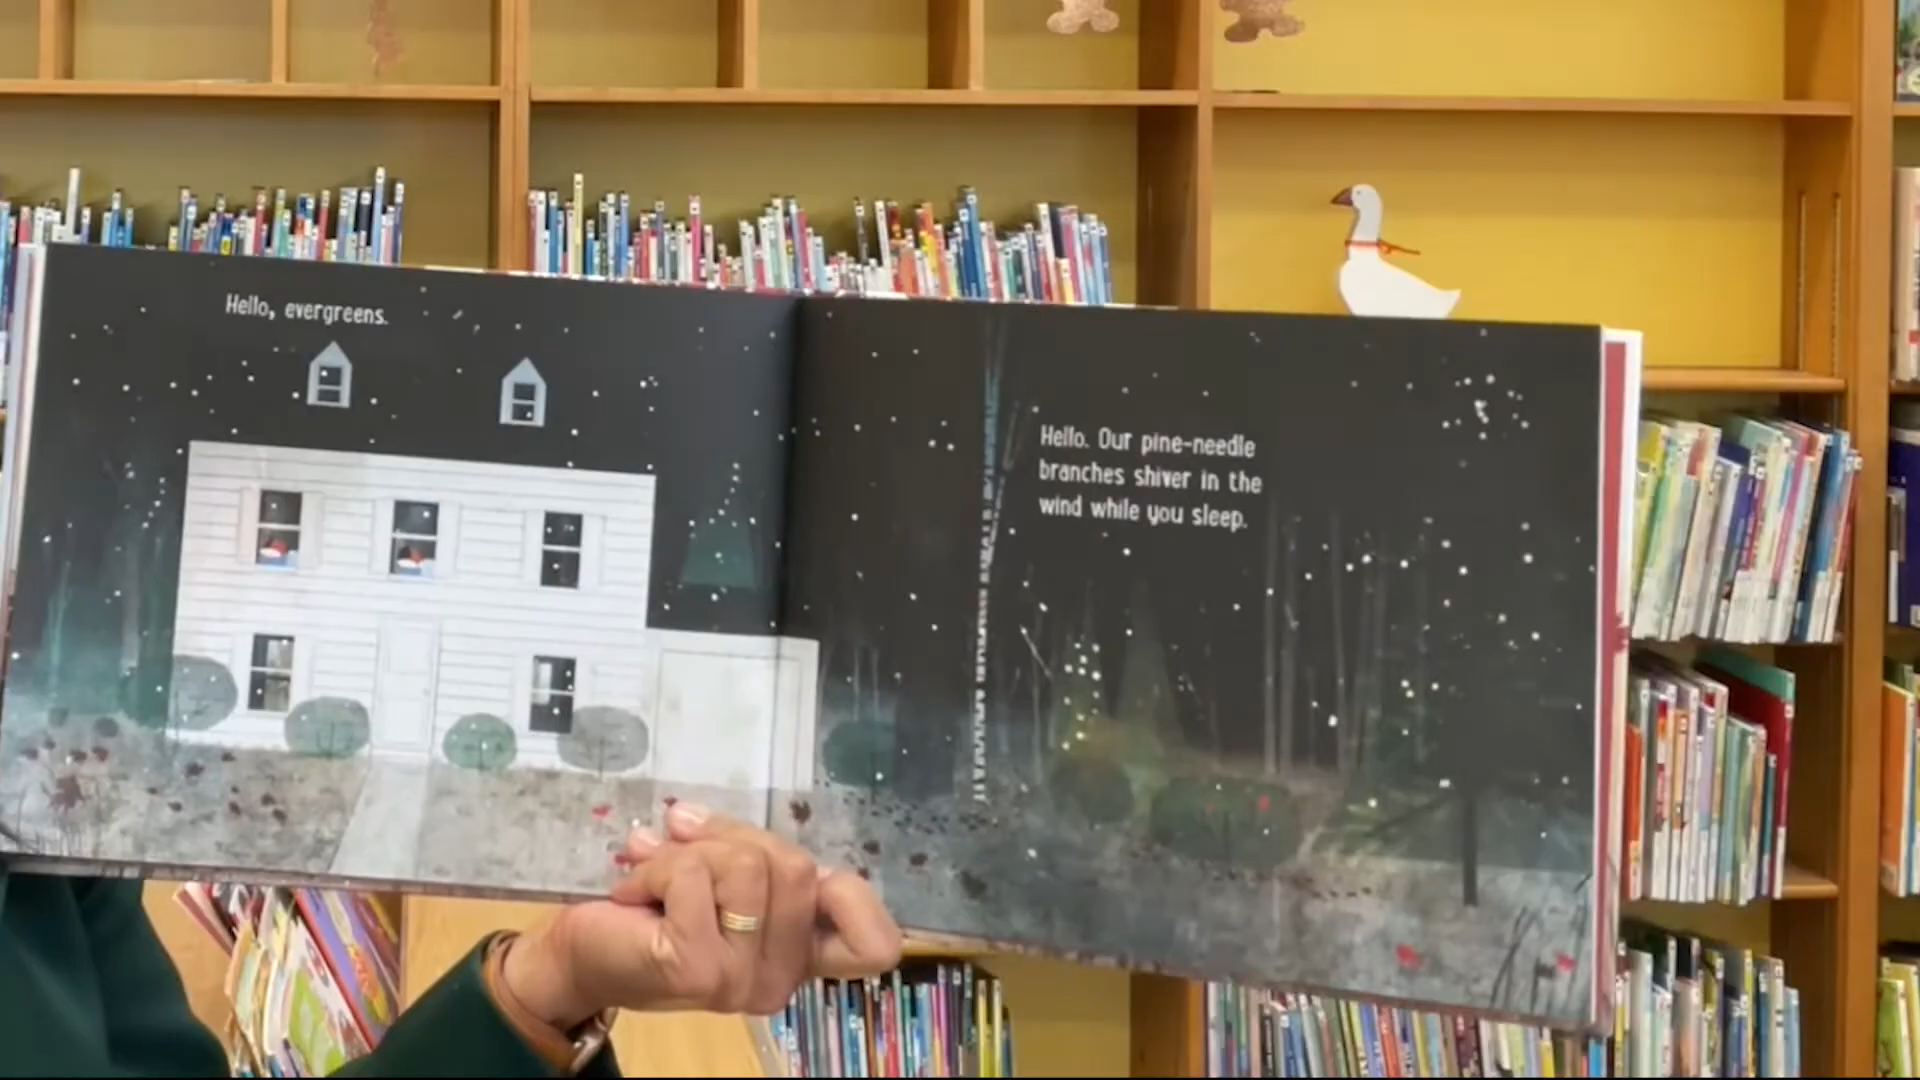 Hello, evergreens.
Hello. Our pine-needle
branches shiver in the
wind while you sleep.